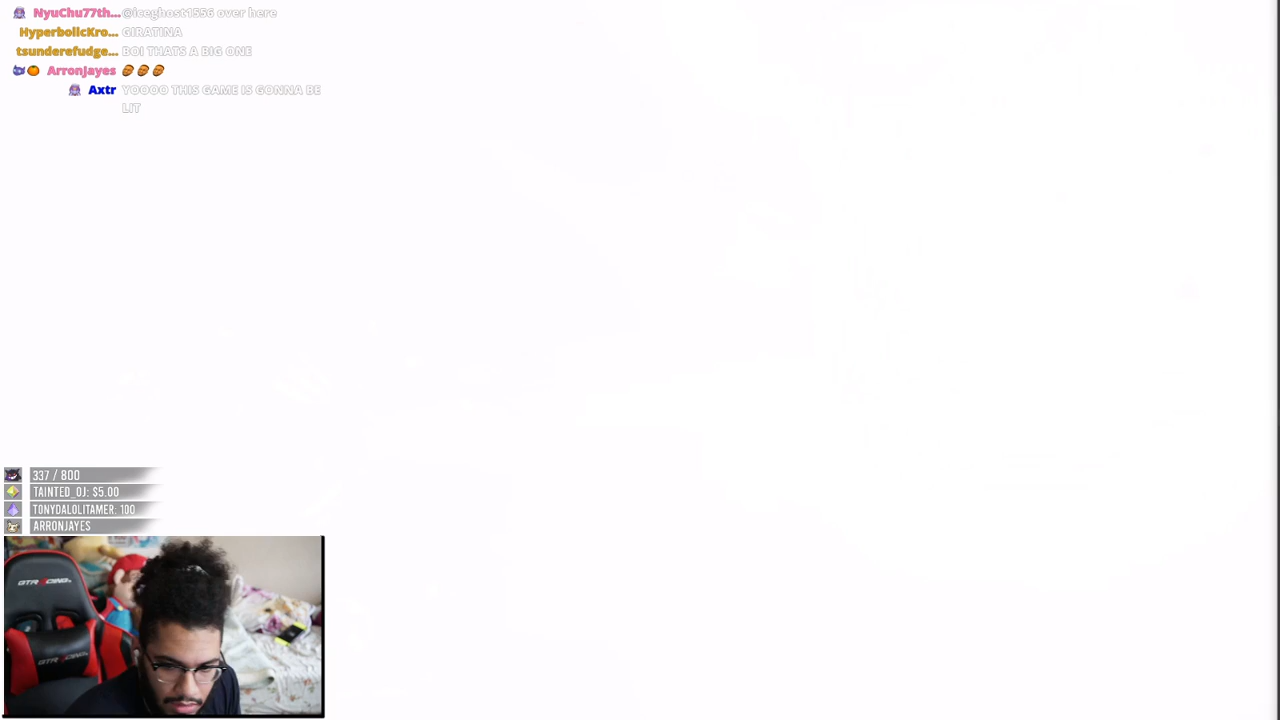 NyuChu77th... @iceghost1556 over here
HyperbolicKro... GIRATINA
tsunderefudge... BOI THATS A BIG ONE
Arronjayes
Axtr YOOOO THIS GAME IS GONNA BE
LIT
337 / 800
TAINTED_OJ: $5.00
TONYDALOLITAMER: 100
ARRONJAYES
GTRACING
GTRACING